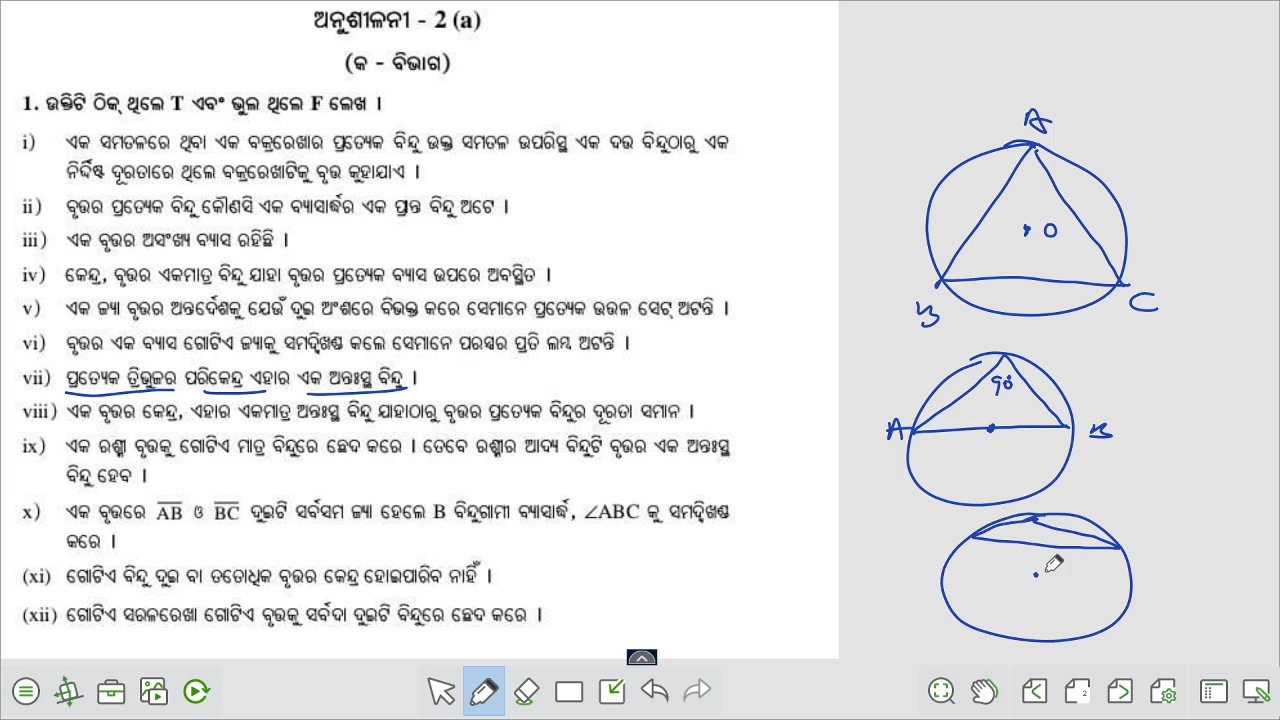 ଅନୁଶୀଳନୀ - 2 (a)
(କ - ବିଭାଗ)
1. ଉକ୍ତିଟି ଠିକ୍ ଥିଲେ T ଏବଂ ଭୁଲ ଥିଲେ F ଲେଖ ।
i) ଏକ ସମତଳରେ ଥିବା ଏକ ବକ୍ରରେଖାର ପ୍ରତ୍ୟେକ ବିନ୍ଦୁ ଉକ୍ତ ସମତଳ ଉପରିସ୍ଥ ଏକ ଦତ୍ତ ବିନ୍ଦୁଠାରୁ ଏକ
ନିର୍ଦ୍ଦିଷ୍ଟ ଦୂରତାରେ ଥିଲେ ବକ୍ରରେଖାଟିକୁ ବୃତ୍ତ କୁହାଯାଏ ।
ii) ବୃତ୍ତର ପ୍ରତ୍ୟେକ ବିନ୍ଦୁ କୌଣସି ଏକ ବ୍ୟାସାର୍ଦ୍ଧର ଏକ ପ୍ରାନ୍ତ ବିନ୍ଦୁ ଅଟେ ।
iii) ଏକ ବୃତ୍ତର ଅସଂଖ୍ୟ ବ୍ୟାସ ରହିଛି ।
iv) କେନ୍ଦ୍ର, ବୃତ୍ତର ଏକମାତ୍ର ବିନ୍ଦୁ ଯାହା ବୃତ୍ତର ପ୍ରତ୍ୟେକ ବ୍ୟାସ ଉପରେ ଅବସ୍ଥିତ ।
v) ଏକ ଜ୍ୟା ବୃତ୍ତର ଅନ୍ତର୍ଦେଶକୁ ଯେଉଁ ଦୁଇ ଅଂଶରେ ବିଭକ୍ତ କରେ ସେମାନେ ପ୍ରତ୍ୟେକ ଉତ୍ତଳ ସେଟ୍ ଅଟନ୍ତି ।
vi) ବୃତ୍ତର ଏକ ବ୍ୟାସ ଗୋଟିଏ ଜ୍ୟାକୁ ସମଦ୍ୱିଖଣ୍ଡ କଲେ ସେମାନେ ପରସ୍ପର ପ୍ରତି ଲମ୍ବ ଅଟନ୍ତି ।
vii) ପ୍ରତ୍ୟେକ ତ୍ରିଭୁଜର ପରିକେନ୍ଦ୍ର ଏହାର ଏକ ଅନ୍ତଃସ୍ଥ ବିନ୍ଦୁ ।
viii) ଏକ ବୃତ୍ତର କେନ୍ଦ୍ର, ଏହାର ଏକମାତ୍ର ଅନ୍ତଃସ୍ଥ ବିନ୍ଦୁ ଯାହାଠାରୁ ବୃତ୍ତର ପ୍ରତ୍ୟେକ ବିନ୍ଦୁର ଦୂରତା ସମାନ ।
ix) ଏକ ରଶ୍ମୀ ବୃତ୍ତକୁ ଗୋଟିଏ ମାତ୍ର ବିନ୍ଦୁରେ ଛେଦ କରେ । ତେବେ ରଶ୍ମୀର ଆଦ୍ୟ ବିନ୍ଦୁଟି ବୃତ୍ତର ଏକ ଅନ୍ତଃସ୍ଥ
ବିନ୍ଦୁ ହେବ ।
x) ଏକ ବୃତ୍ତରେ AB ଓ BC ଦୁଇଟି ସର୍ବସମ ଜ୍ୟା ହେଲେ B ବିନ୍ଦୁଗାମୀ ବ୍ୟାସାର୍ଦ୍ଧ, ∠ABC କୁ ସମଦ୍ୱିଖଣ୍ଡ
କରେ ।
(xi) ଗୋଟିଏ ବିନ୍ଦୁ ଦୁଇ ବା ତତୋଧିକ ବୃତ୍ତର କେନ୍ଦ୍ର ହୋଇପାରିବ ନାହିଁ ।
(xii) ଗୋଟିଏ ସରଳରେଖା ଗୋଟିଏ ବୃତ୍ତକୁ ସର୍ବଦା ଦୁଇଟି ବିନ୍ଦୁରେ ଛେଦ କରେ ।
A
O
B C
90
A B
2